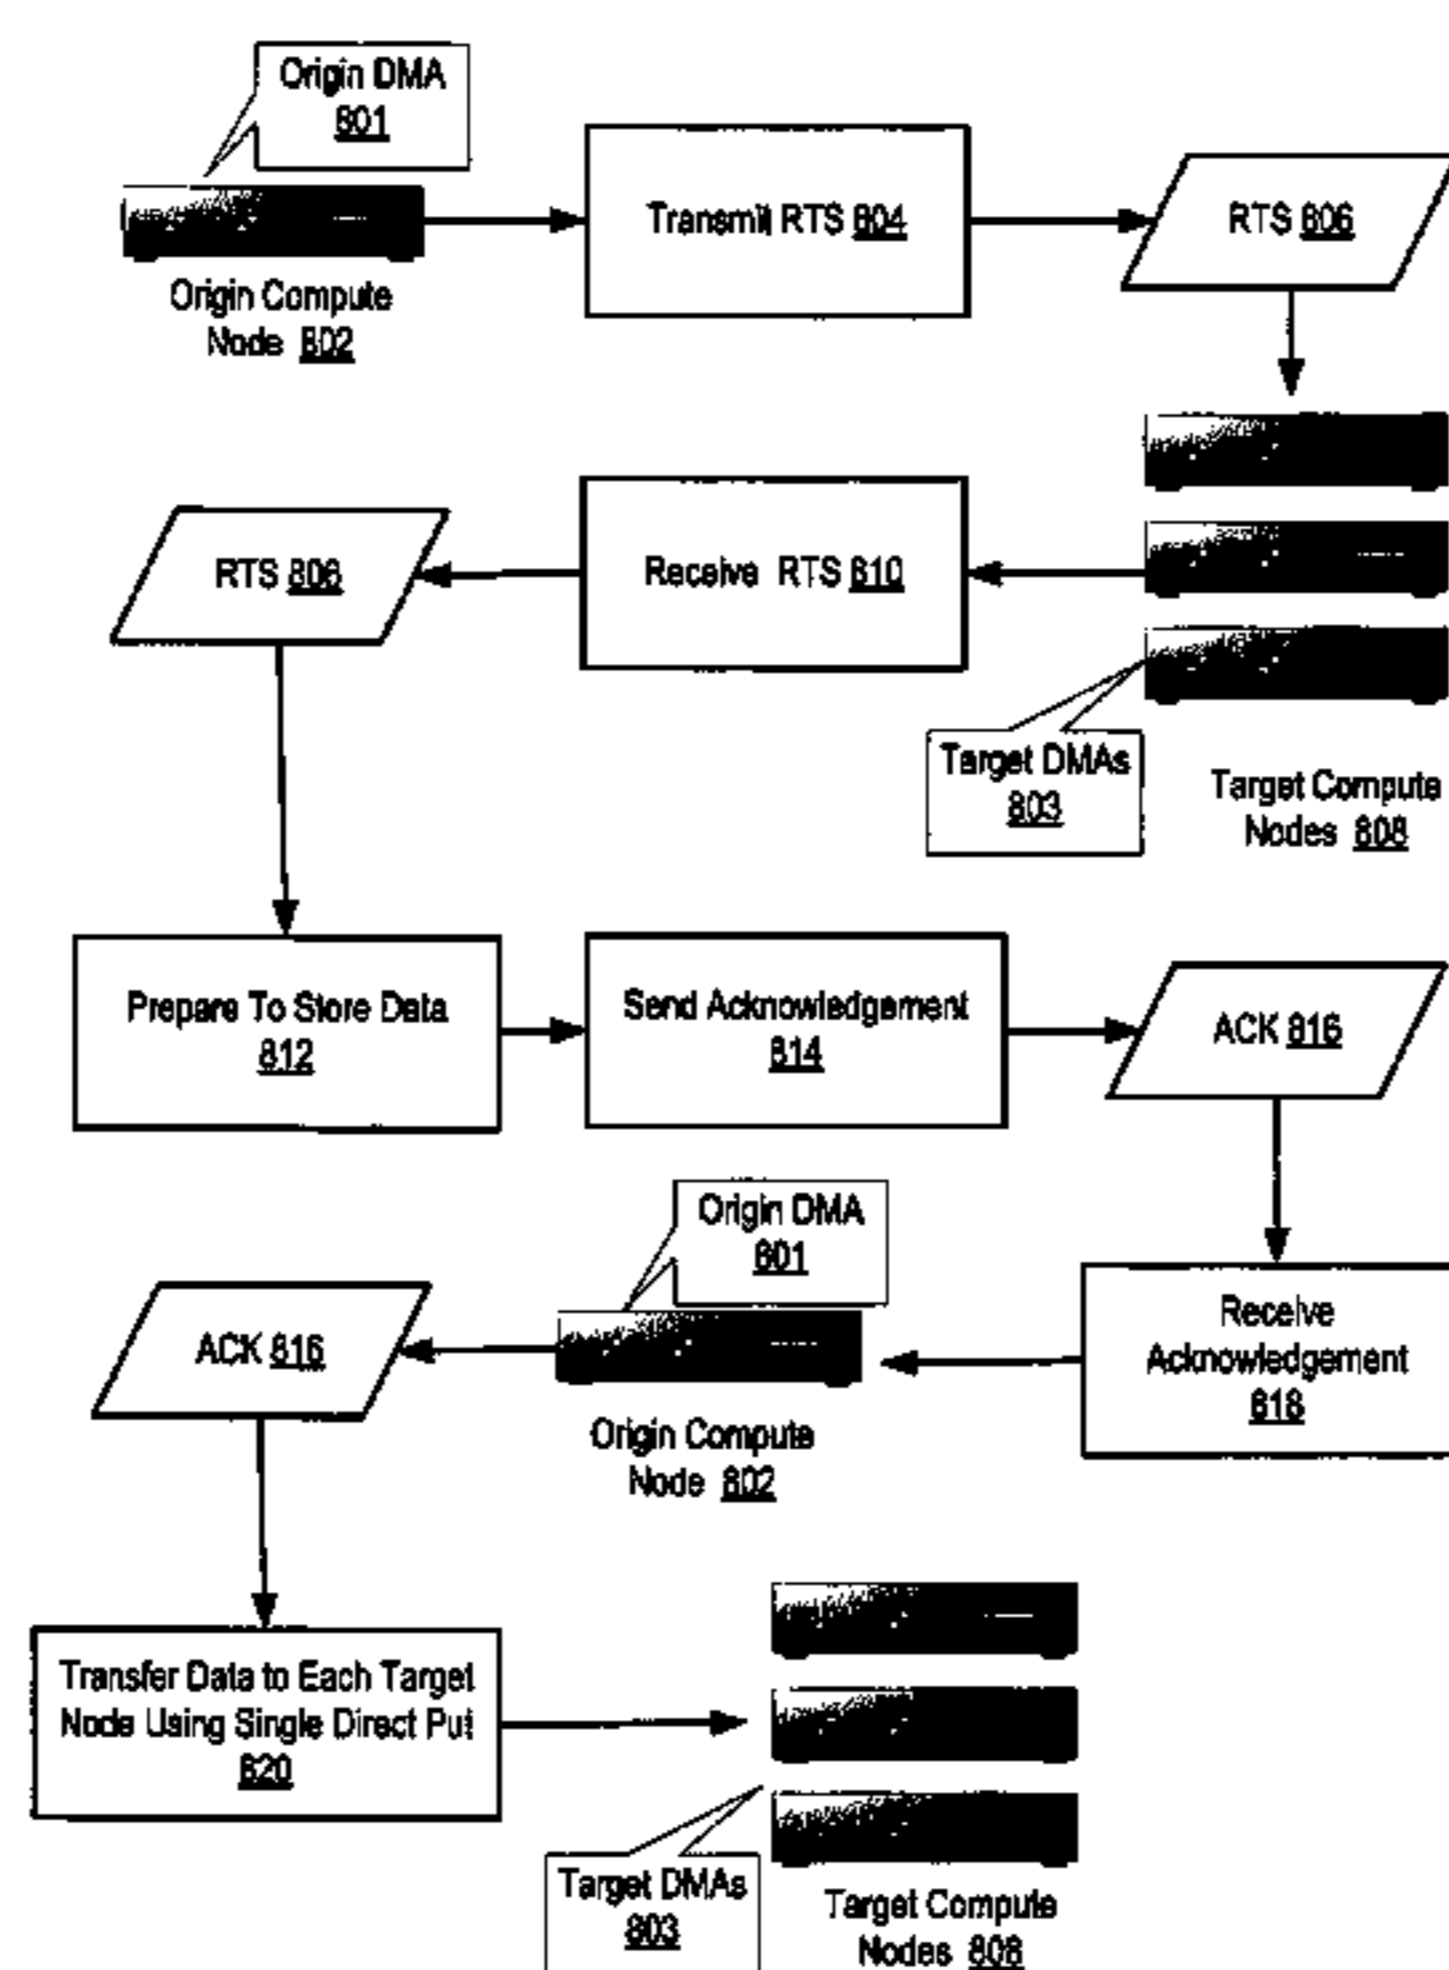 Origin DMA
801
Transmit RTS 804
RTS 806
Origin Compute
Node 802
RTS 806
Receive RTS 810
Target DMAs
803
Target Compute
Nodes 808
Prepare To Store Data
812
Send Acknowledgement
814
ACK 816
Origin DMA
801
ACK 816
Receive
Acknowledgement
818
Origin Compute
Node 802
Transfer Data to Each Target
Node Using Single Direct Put
820
Target DMAs
803
Target Compute
Nodes 808